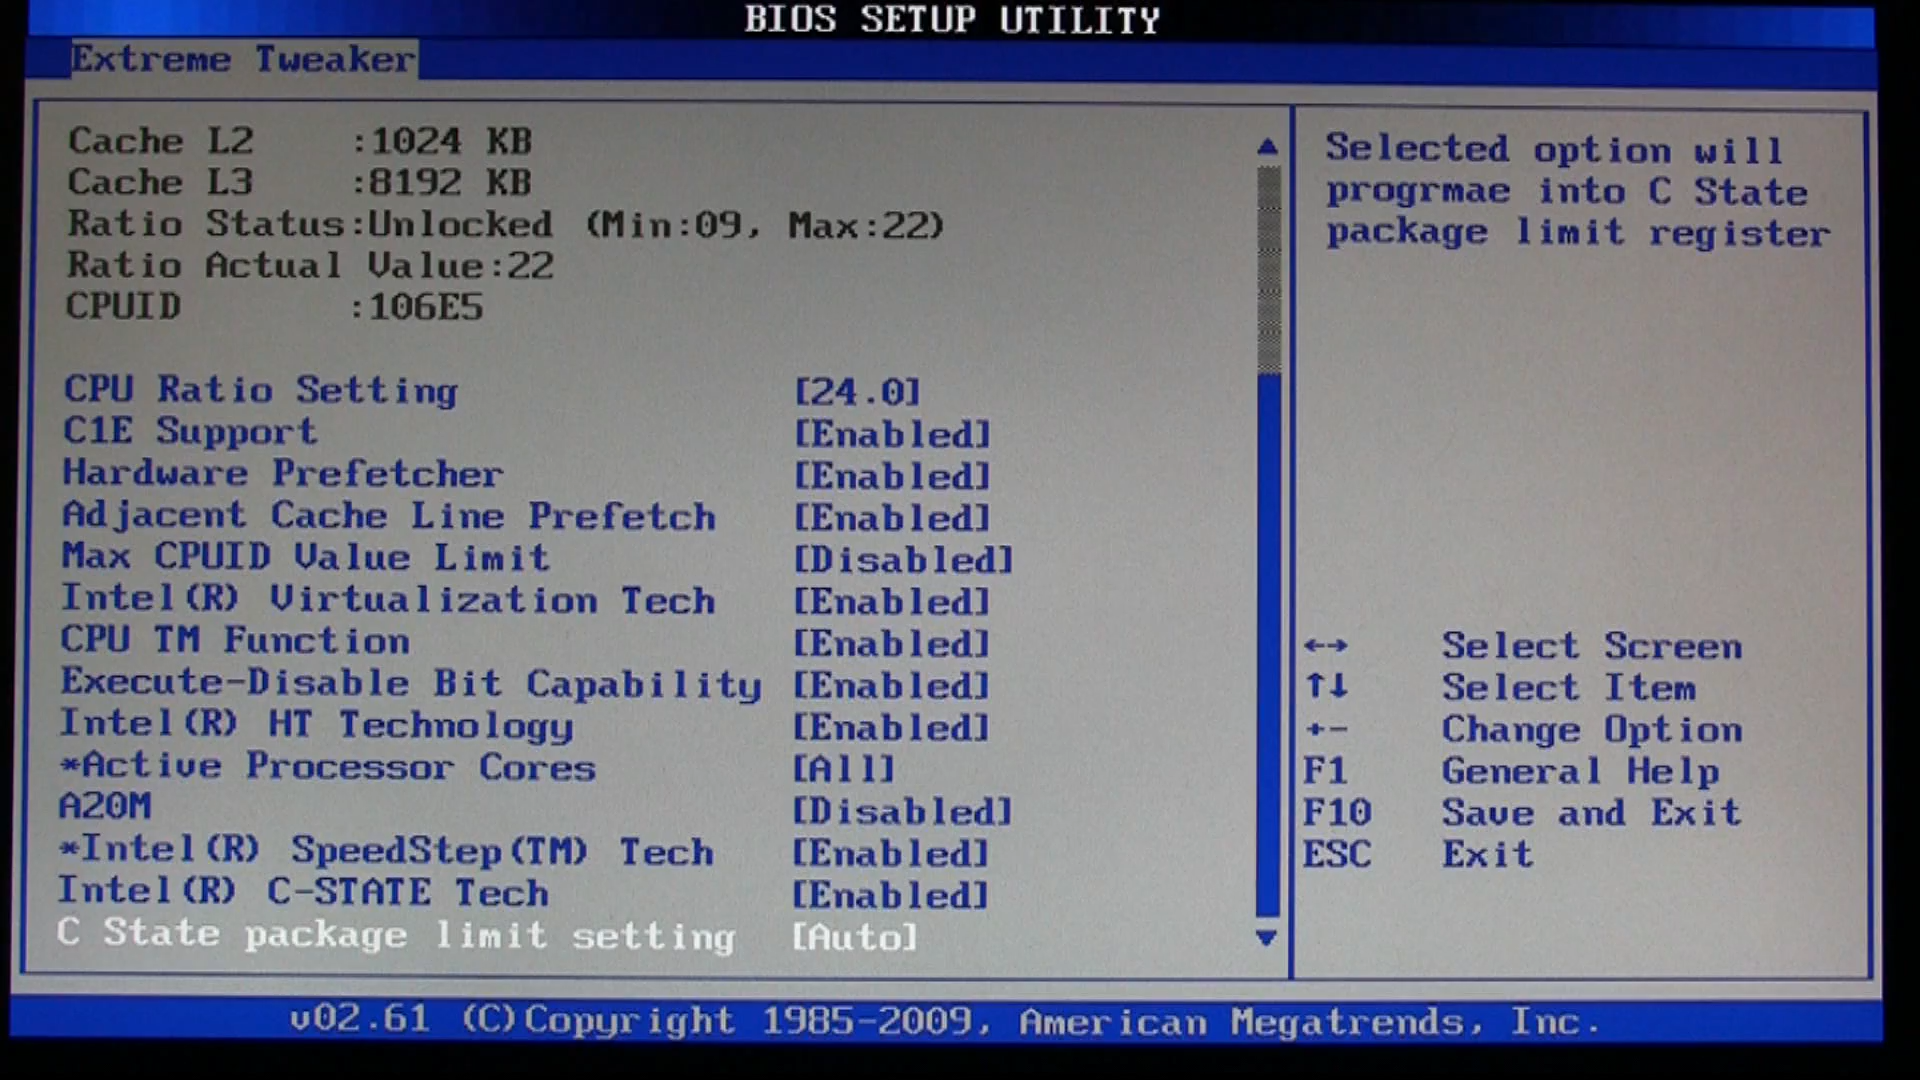 BIOS SETUP UTILITY
Extreme Tweaker
Cache L2 :1024 KB
Cache L3 :8192 KB
Ratio Status:Unlocked (Min:09, Max:22)
Ratio Actual Value:22
CPUID :106E5
CPU Ratio Setting [24.0]
C1E Support [Enabled]
Hardware Prefetcher [Enabled]
Adjacent Cache Line Prefetch [Enabled]
Max CPUID Value Limit [Disabled]
Intel(R) Virtualization Tech [Enabled]
CPU TM Function [Enabled]
Execute-Disable Bit Capability [Enabled]
Intel(R) HT Technology [Enabled]
*Active Processor Cores [All]
A20M [Disabled]
*Intel(R) SpeedStep(TM) Tech [Enabled]
Intel(R) C-STATE Tech [Enabled]
C State package limit setting [Auto]
Selected option will
progrmae into C State
package limit register
←→ Select Screen
↑↓ Select Item
+- Change Option
F1 General Help
F10 Save and Exit
ESC Exit
v02.61 (C)Copyright 1985-2009, American Megatrends, Inc.